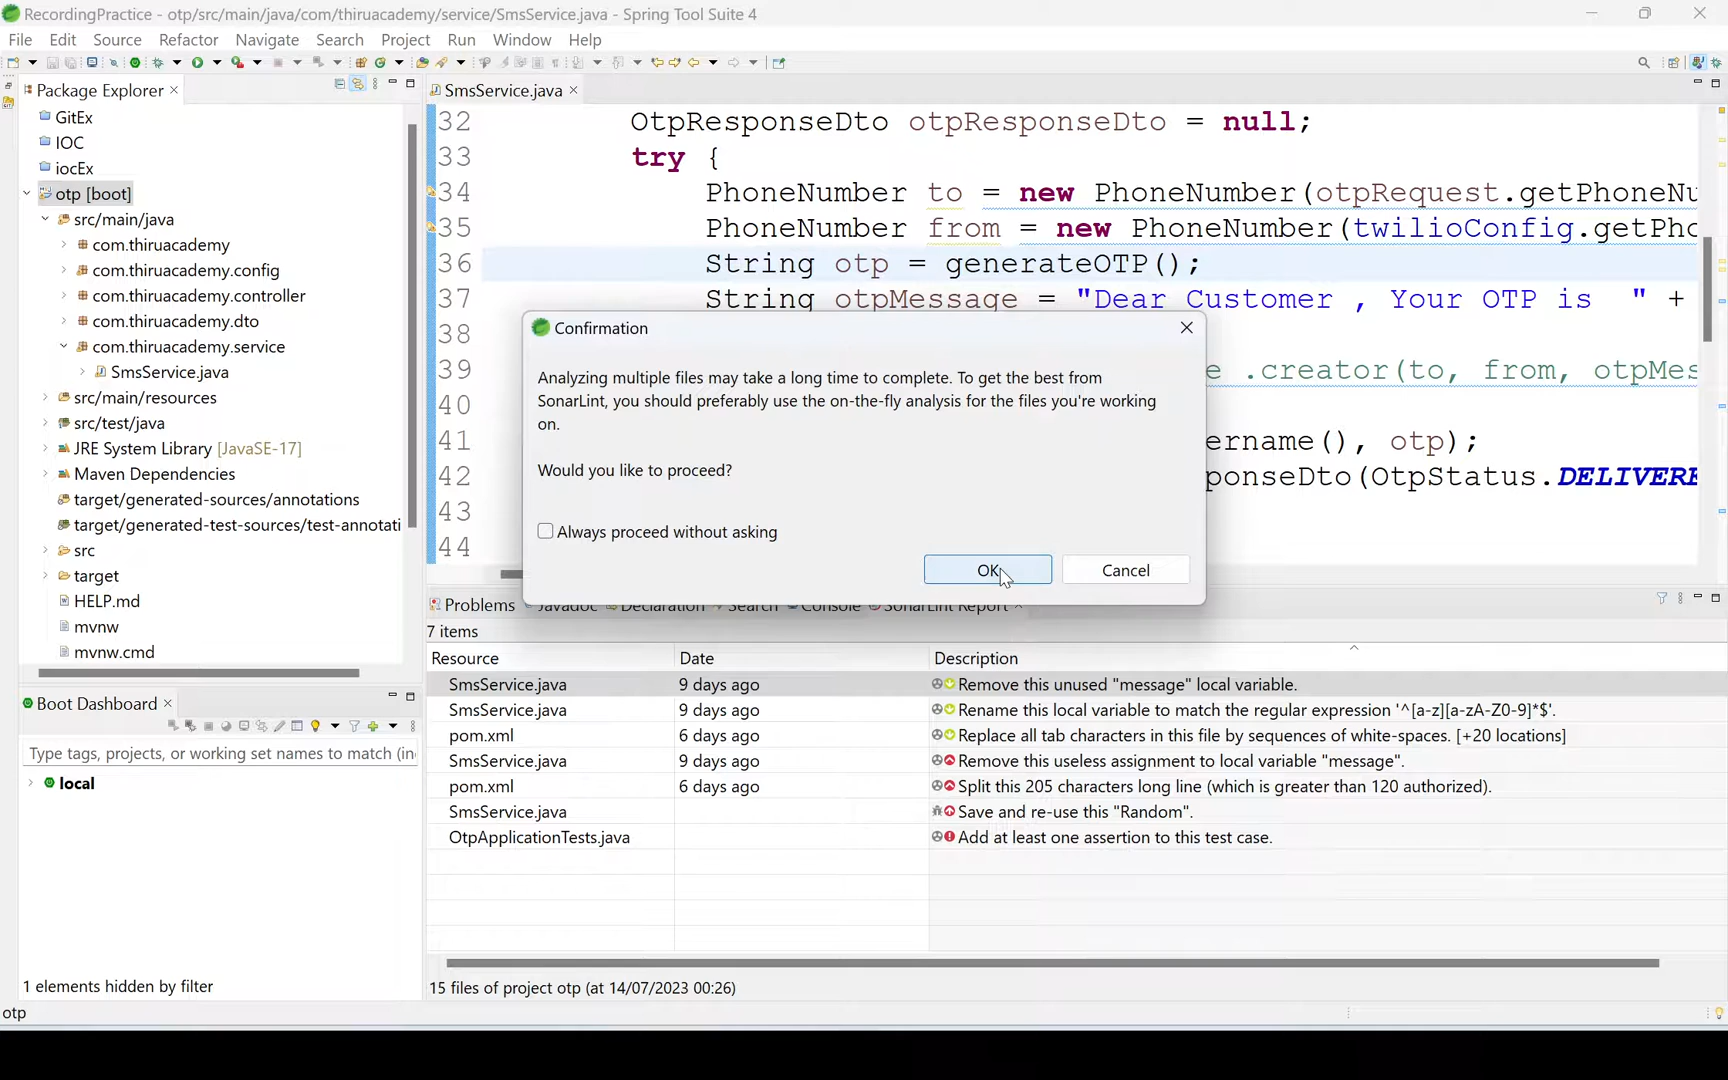 RecordingPractice - otp/src/main/java/com/thiruacademy/service/SmsService.java - Spring Tool Suite 4
File Edit Source Refactor Navigate Search Project Run Window Help
Package Explorer
GitEx
IOC
iocEx
otp [boot]
src/main/java
com.thiruacademy
com.thiruacademy.config
com.thiruacademy.controller
com.thiruacademy.dto
com.thiruacademy.service
SmsService.java
src/main/resources
src/test/java
JRE System Library [JavaSE-17]
Maven Dependencies
target/generated-sources/annotations
target/generated-test-sources/test-annotati
src
target
HELP.md
mvnw
mvnw.cmd
Boot Dashboard
Type tags, projects, or working set names to match (in
local
1 elements hidden by filter
otp
SmsService.java
32 OtpResponseDto otpResponseDto = null;
33 try {
34 PhoneNumber to = new PhoneNumber(otpRequest.getPhoneNu
35 PhoneNumber from = new PhoneNumber(twilioConfig.getPho
36 String otp = generateOTP();
37 String otpMessage = "Dear Customer , Your OTP is " +
38
39 e .creator(to, from, otpMes
40
41 ername(), otp);
42 ponseDto(OtpStatus.DELIVERE
43
44
Confirmation
Analyzing multiple files may take a long time to complete. To get the best from
SonarLint, you should preferably use the on-the-fly analysis for the files you're working
on.
Would you like to proceed?
Always proceed without asking
OK Cancel
Problems Javadoc Declaration Search Console SonarLint Report
7 items
Resource Date Description
SmsService.java 9 days ago Remove this unused "message" local variable.
SmsService.java 9 days ago Rename this local variable to match the regular expression '^[a-z][a-zA-Z0-9]*$'.
pom.xml 6 days ago Replace all tab characters in this file by sequences of white-spaces. [+20 locations]
SmsService.java 9 days ago Remove this useless assignment to local variable "message".
pom.xml 6 days ago Split this 205 characters long line (which is greater than 120 authorized).
SmsService.java Save and re-use this "Random".
OtpApplicationTests.java Add at least one assertion to this test case.
15 files of project otp (at 14/07/2023 00:26)